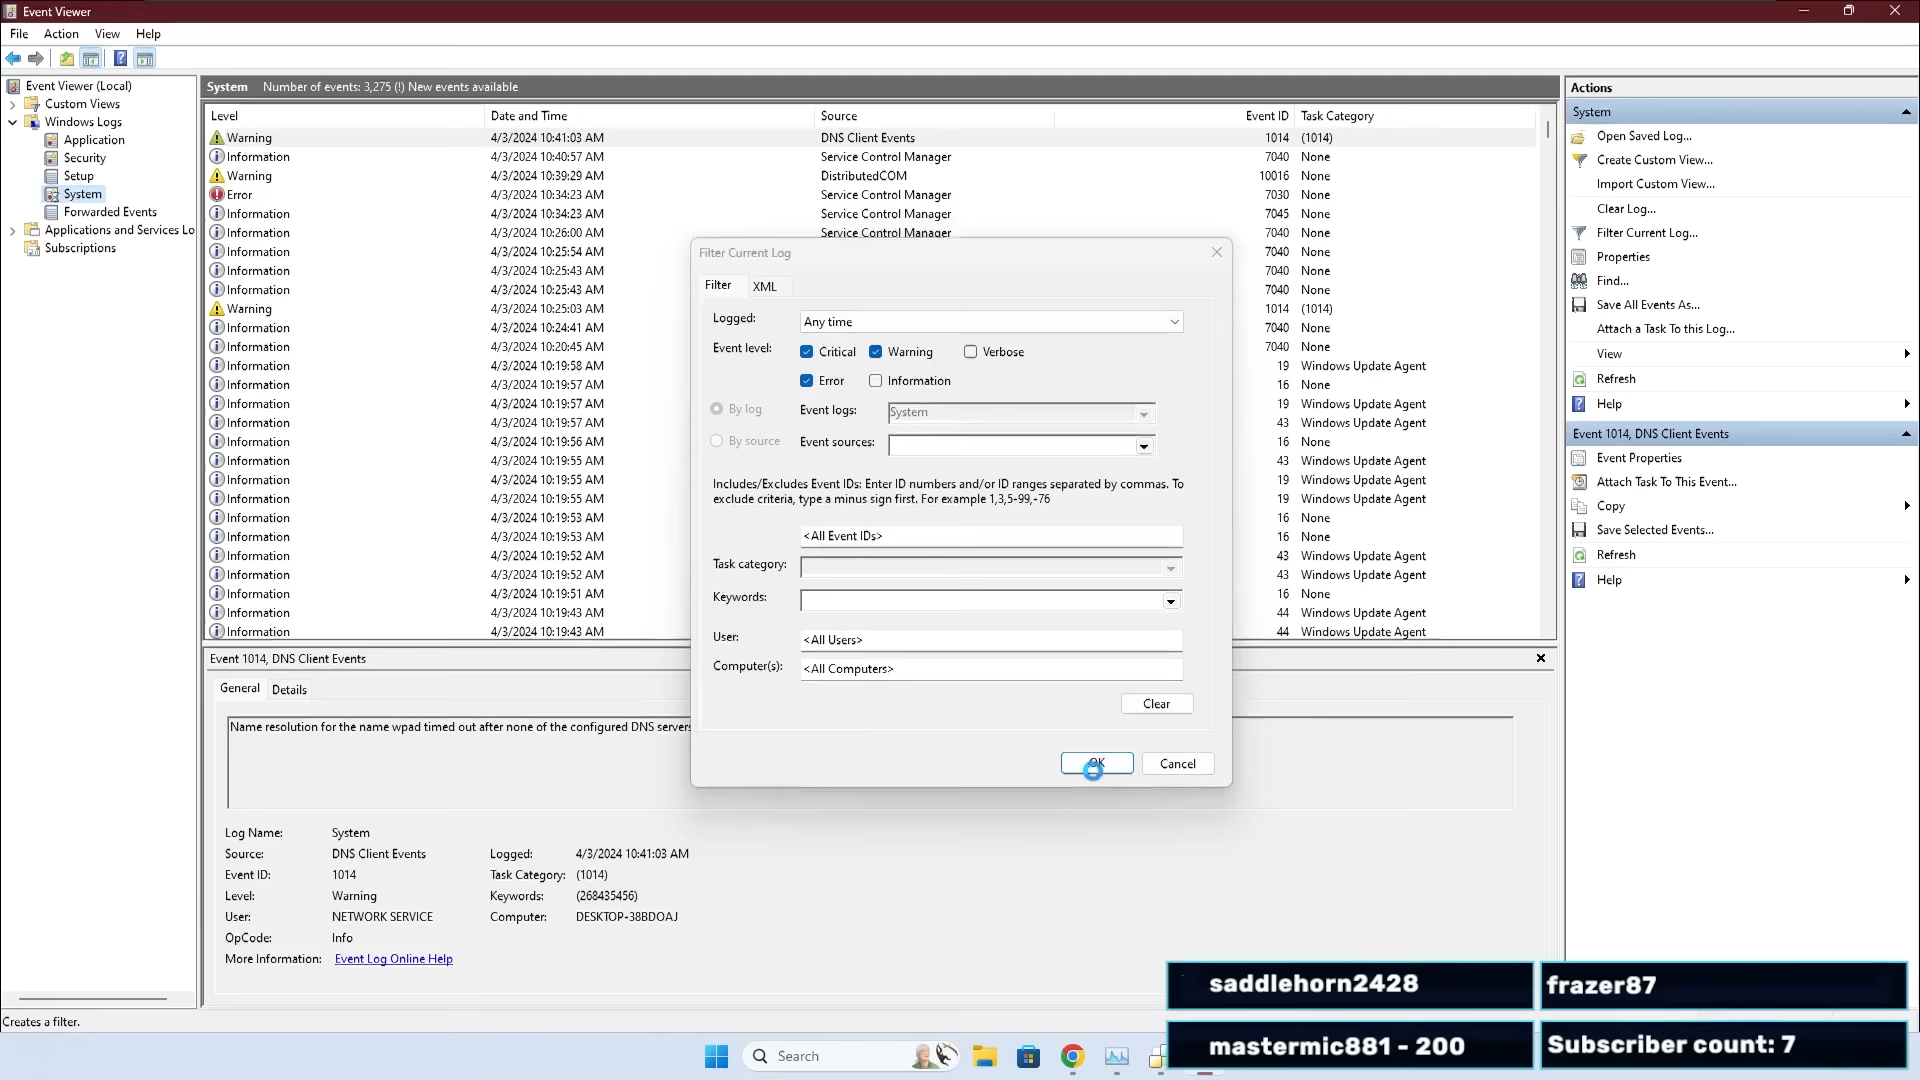 Event Viewer
File Action View Help
Event Viewer (Local)
Custom Views
Windows Logs
Application
Security
Setup
System
Forwarded Events
Applications and Services Lo
Subscriptions
System Number of events: 3,275 (!) New events available
Level Date and Time Source Event ID Task Category
Warning 4/3/2024 10:41:03 AM DNS Client Events 1014 (1014)
Information 4/3/2024 10:40:57 AM Service Control Manager 7040 None
Warning 4/3/2024 10:39:29 AM DistributedCOM 10016 None
Error 4/3/2024 10:34:23 AM Service Control Manager 7030 None
Information 4/3/2024 10:34:23 AM Service Control Manager 7045 None
Information 4/3/2024 10:26:00 AM Service Control Manager 7040 None
Information 4/3/2024 10:25:54 AM 7040 None
Information 4/3/2024 10:25:43 AM 7040 None
Information 4/3/2024 10:25:43 AM 7040 None
Warning 4/3/2024 10:25:03 AM 1014 (1014)
Information 4/3/2024 10:24:41 AM 7040 None
Information 4/3/2024 10:20:45 AM 7040 None
Information 4/3/2024 10:19:58 AM 19 Windows Update Agent
Information 4/3/2024 10:19:57 AM 16 None
Information 4/3/2024 10:19:57 AM 19 Windows Update Agent
Information 4/3/2024 10:19:57 AM 43 Windows Update Agent
Information 4/3/2024 10:19:56 AM 16 None
Information 4/3/2024 10:19:55 AM 43 Windows Update Agent
Information 4/3/2024 10:19:55 AM 19 Windows Update Agent
Information 4/3/2024 10:19:55 AM 19 Windows Update Agent
Information 4/3/2024 10:19:53 AM 16 None
Information 4/3/2024 10:19:53 AM 16 None
Information 4/3/2024 10:19:52 AM 43 Windows Update Agent
Information 4/3/2024 10:19:52 AM 43 Windows Update Agent
Information 4/3/2024 10:19:51 AM 16 None
Information 4/3/2024 10:19:43 AM 44 Windows Update Agent
Information 4/3/2024 10:19:43 AM 44 Windows Update Agent
Filter Current Log
Filter XML
Logged: Any time
Event level: Critical Warning Verbose
Error Information
By log Event logs: System
By source Event sources:
Includes/Excludes Event IDs: Enter ID numbers and/or ID ranges separated by commas. To
exclude criteria, type a minus sign first. For example 1,3,5-99,-76
<All Event IDs>
Task category:
Keywords:
User: <All Users>
Computer(s): <All Computers>
Clear
OK Cancel
Event 1014, DNS Client Events
General Details
Name resolution for the name wpad timed out after none of the configured DNS servers
Log Name: System
Source: DNS Client Events Logged: 4/3/2024 10:41:03 AM
Event ID: 1014 Task Category: (1014)
Level: Warning Keywords: (268435456)
User: NETWORK SERVICE Computer: DESKTOP-38BDOAJ
OpCode: Info
More Information: Event Log Online Help
Actions
System
Open Saved Log...
Create Custom View...
Import Custom View...
Clear Log...
Filter Current Log...
Properties
Find...
Save All Events As...
Attach a Task To this Log...
View
Refresh
Help
Event 1014, DNS Client Events
Event Properties
Attach Task To This Event...
Copy
Save Selected Events...
Refresh
Help
Creates a filter.
Search
saddlehorn2428
frazer87
mastermic881 - 200
Subscriber count: 7